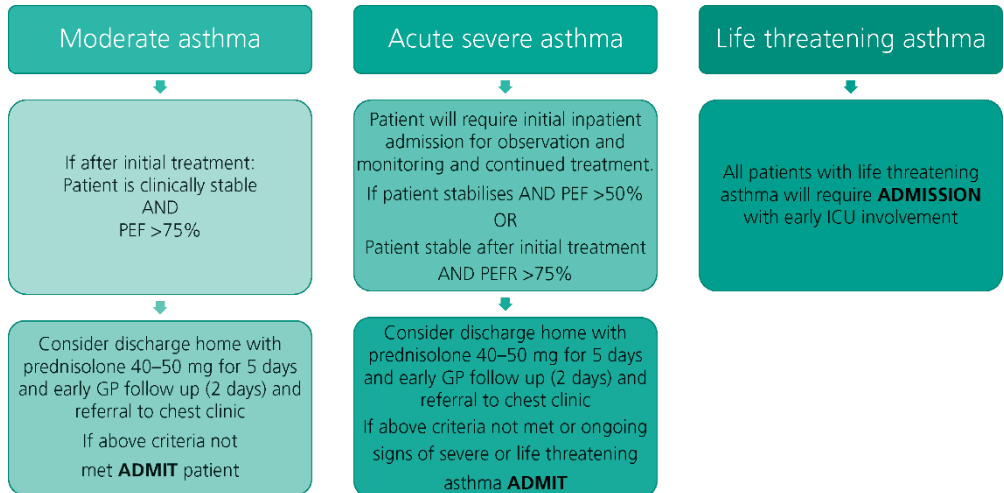 Moderate asthma
If after initial treatment:
Patient is clinically stable
AND
PEF >75%
Consider discharge home with
prednisolone 40–50 mg for 5 days
and early GP follow up (2 days) and
referral to chest clinic
If above criteria not
met ADMIT patient
Acute severe asthma
Patient will require initial inpatient
admission for observation and
monitoring and continued treatment.
If patient stabilises AND PEF >50%
OR
Patient stable after initial treatment
AND PEFR >75%
Consider discharge home with
prednisolone 40–50 mg for 5 days
and early GP follow up (2 days) and
referral to chest clinic
If above criteria not met or ongoing
signs of severe or life threatening
asthma ADMIT
Life threatening asthma
All patients with life threatening
asthma will require ADMISSION
with early ICU involvement